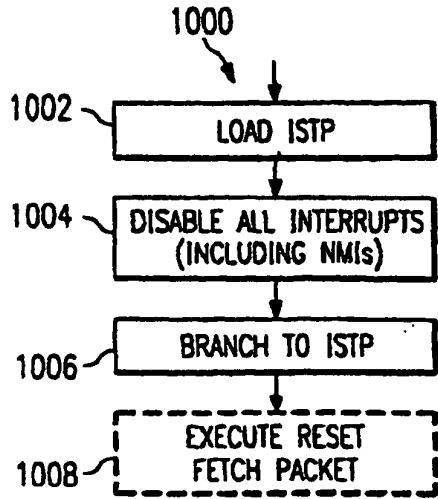 1000
1002
LOAD ISTP
1004
DISABLE ALL INTERRUPTS
(INCLUDING NMIs)
BRANCH TO ISTP
1006
EXECUTE RESET
FETCH PACKET
1008